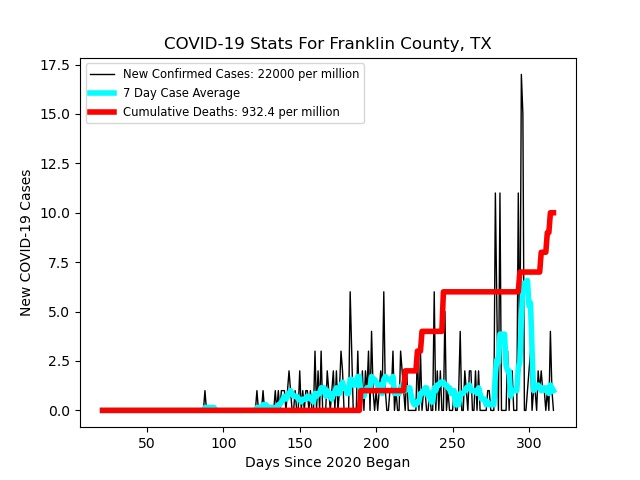 COVID-19 Stats For Franklin County, TX
New Confirmed Cases: 22000 per million
7 Day Case Average
Cumulative Deaths: 932.4 per million
New COVID-19 Cases
17.5
15.0
12.5
10.0
7.5
5.0
2.5
0.0
50 100 150 200 250 300
Days Since 2020 Began